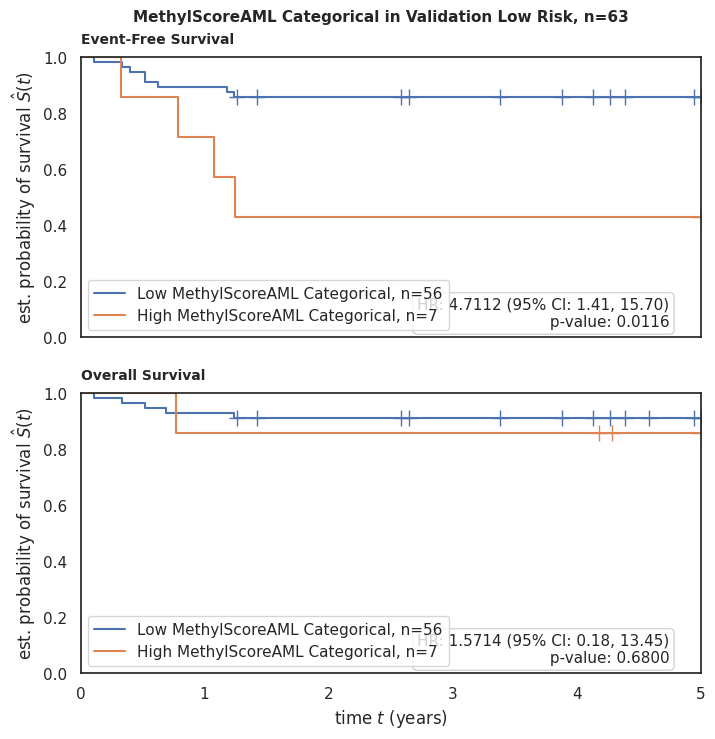 MethylScoreAML Categorical in Validation Low Risk, n=63
Event-Free Survival
est. probability of survival Ŝ(t)
1.0
0.8
0.6
0.4
0.2
0.0
Low MethylScoreAML Categorical, n=56
High MethylScoreAML Categorical, n=7
HR: 4.7112 (95% CI: 1.41, 15.70)
p-value: 0.0116
Overall Survival
est. probability of survival Ŝ(t)
1.0
0.8
0.6
0.4
0.2
0.0
Low MethylScoreAML Categorical, n=56
High MethylScoreAML Categorical, n=7
HR: 1.5714 (95% CI: 0.18, 13.45)
p-value: 0.6800
0 1 2 3 4 5
time t (years)